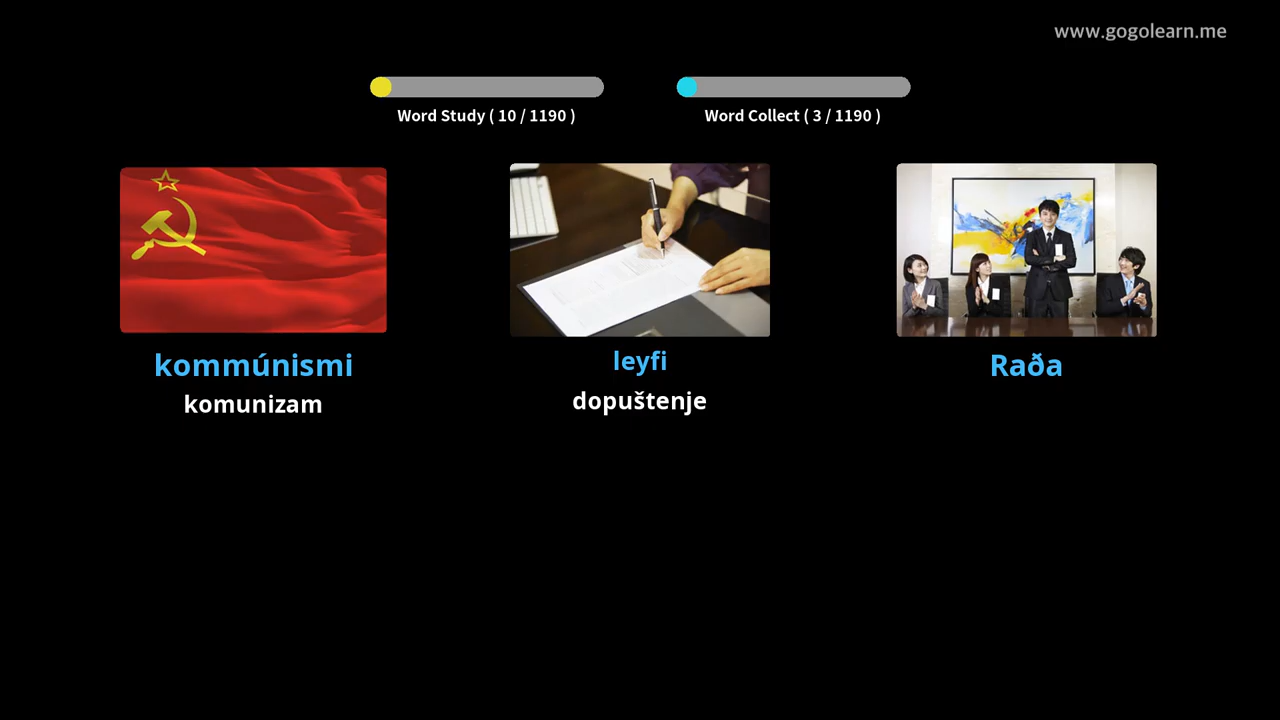 www.gogolearn.me
Word Study ( 10 / 1190 )
Word Collect ( 3 / 1190 )
kommúnismi
komunizam
leyfi
dopuštenje
Raða